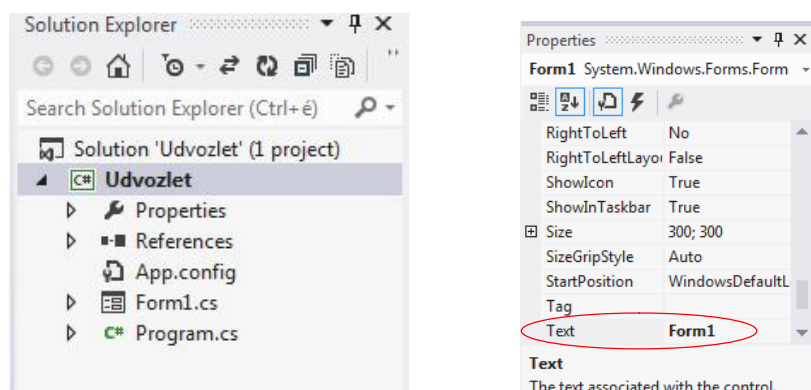 Solution Explorer
Search Solution Explorer (Ctrl+é)
Solution 'Udvozlet' (1 project)
C# Udvozlet
Properties
References
App.config
Form1.cs
C# Program.cs
Properties
Form1 System.Windows.Forms.Form
RightToLeft No
RightToLeftLayou False
ShowIcon True
ShowInTaskbar True
Size 300; 300
SizeGripStyle Auto
StartPosition WindowsDefaultL
Tag
Text Form1
Text
The text associated with the control.